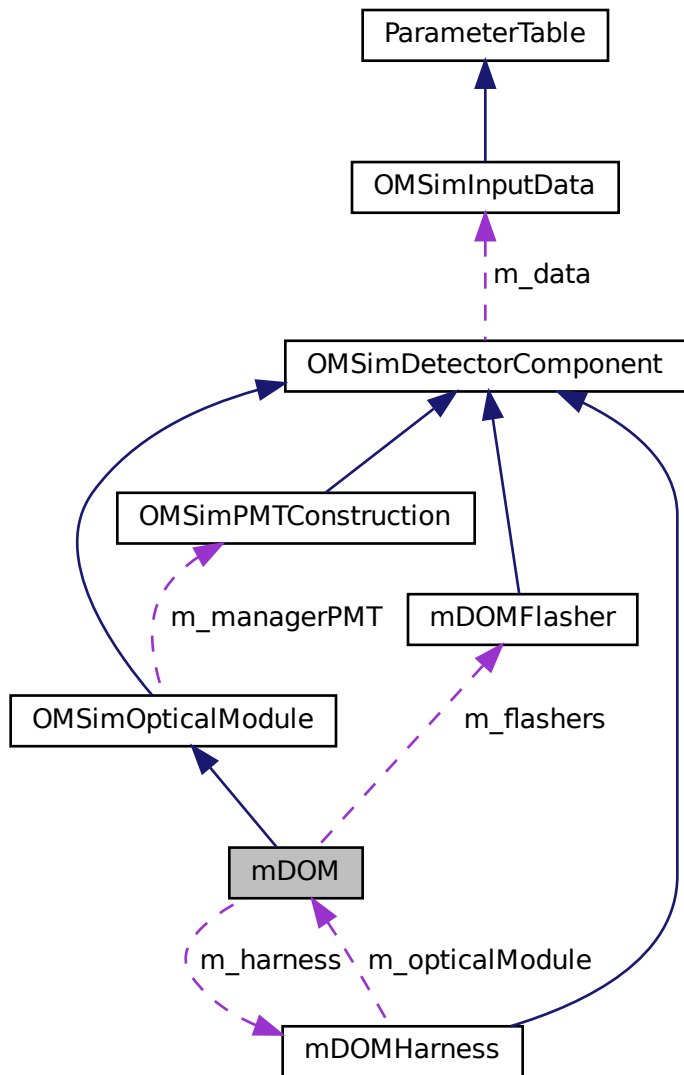 ParameterTable
OMSimInputData
m_data
OMSimDetectorComponent
OMSimPMTConstruction
m_managerPMT
mDOMFlasher
OMSimOpticalModule
m_flashers
mDOM
m_harness
m_opticalModule
mDOMHarness